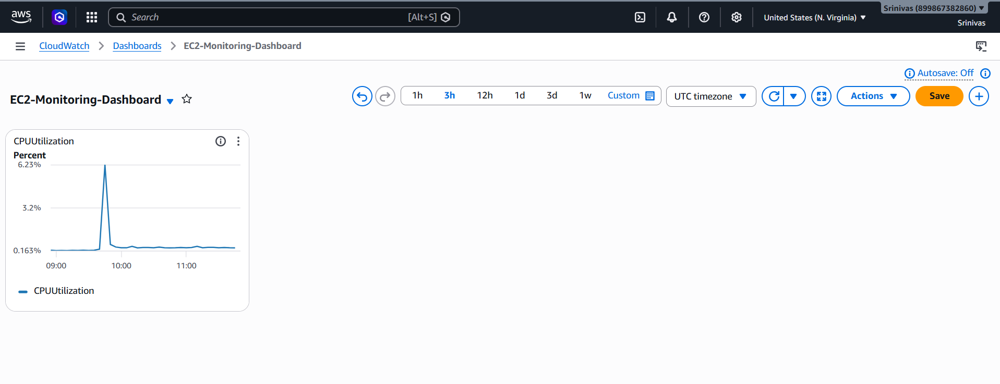 aws
Search [Alt+S]
United States (N. Virginia)
Srinivas (899867382860)
Srinivas
CloudWatch
Dashboards
EC2-Monitoring-Dashboard
Autosave: Off
EC2-Monitoring-Dashboard
1h 3h 12h 1d 3d 1w Custom
UTC timezone
Actions
Save
CPUUtilization
Percent
6.23%
3.2%
0.163%
09:00 10:00 11:00
CPUUtilization